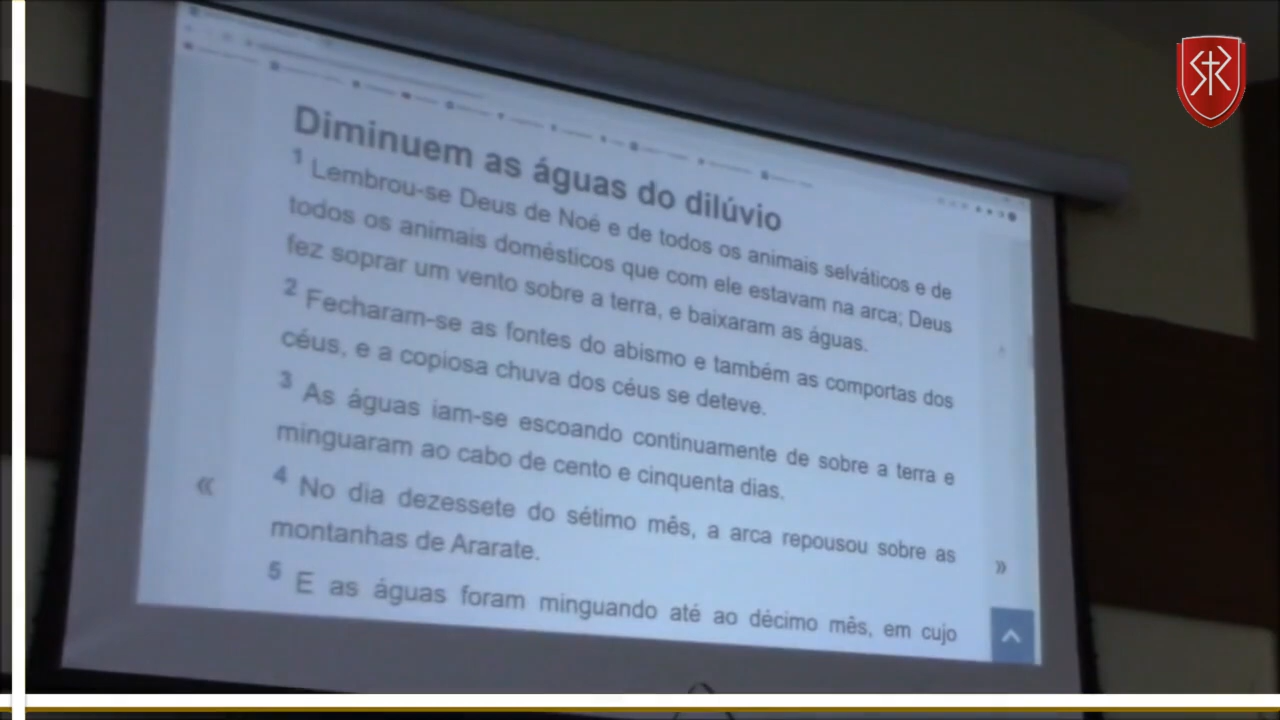 Diminuem as águas do dilúvio
1 Lembrou-se Deus de Noé e de todos os animais selváticos e de
todos os animais domésticos que com ele estavam na arca; Deus
fez soprar um vento sobre a terra, e baixaram as águas.
2 Fecharam-se as fontes do abismo e também as comportas dos
céus, e a copiosa chuva dos céus se deteve.
3 As águas iam-se escoando continuamente de sobre a terra e
minguaram ao cabo de cento e cinquenta dias.
«
4 No dia dezessete do sétimo mês, a arca repousou sobre as
montanhas de Ararate.
»
5 E as águas foram minguando até ao décimo mês, em cujo